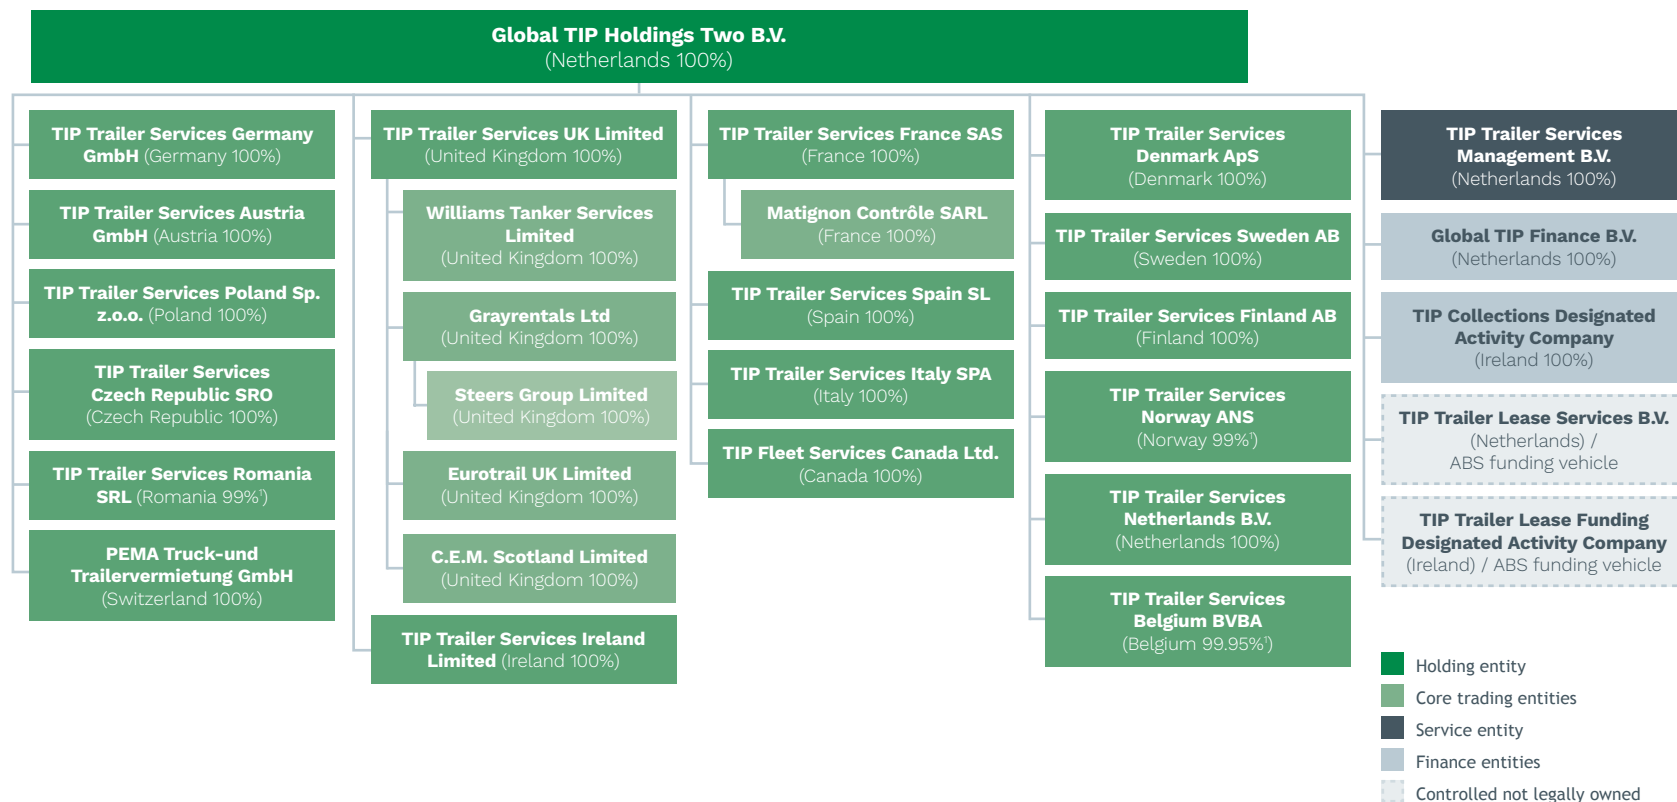 Global TIP Holdings Two B.V.
(Netherlands 100%)
TIP Trailer Services Germany
GmbH (Germany 100%)
TIP Trailer Services Austria
GmbH (Austria 100%)
TIP Trailer Services Poland Sp.
z.o.o. (Poland 100%)
TIP Trailer Services
Czech Republic SRO
(Czech Republic 100%)
TIP Trailer Services Romania
SRL (Romania 99%¹)
PEMA Truck-und
Trailervermietung GmbH
(Switzerland 100%)
TIP Trailer Services UK Limited
(United Kingdom 100%)
Williams Tanker Services
Limited
(United Kingdom 100%)
Grayrentals Ltd
(United Kingdom 100%)
Steers Group Limited
(United Kingdom 100%)
Eurotrail UK Limited
(United Kingdom 100%)
C.E.M. Scotland Limited
(United Kingdom 100%)
TIP Trailer Services Ireland
Limited (Ireland 100%)
TIP Trailer Services France SAS
(France 100%)
Matignon Contrôle SARL
(France 100%)
TIP Trailer Services Spain SL
(Spain 100%)
TIP Trailer Services Italy SPA
(Italy 100%)
TIP Fleet Services Canada Ltd.
(Canada 100%)
TIP Trailer Services
Denmark ApS
(Denmark 100%)
TIP Trailer Services Sweden AB
(Sweden 100%)
TIP Trailer Services Finland AB
(Finland 100%)
TIP Trailer Services
Norway ANS
(Norway 99%¹)
TIP Trailer Services
Netherlands B.V.
(Netherlands 100%)
TIP Trailer Services
Belgium BVBA
(Belgium 99.95%¹)
TIP Trailer Services
Management B.V.
(Netherlands 100%)
Global TIP Finance B.V.
(Netherlands 100%)
TIP Collections Designated
Activity Company
(Ireland 100%)
TIP Trailer Lease Services B.V.
(Netherlands) /
ABS funding vehicle
TIP Trailer Lease Funding
Designated Activity Company
(Ireland) / ABS funding vehicle
Holding entity
Core trading entities
Service entity
Finance entities
Controlled not legally owned